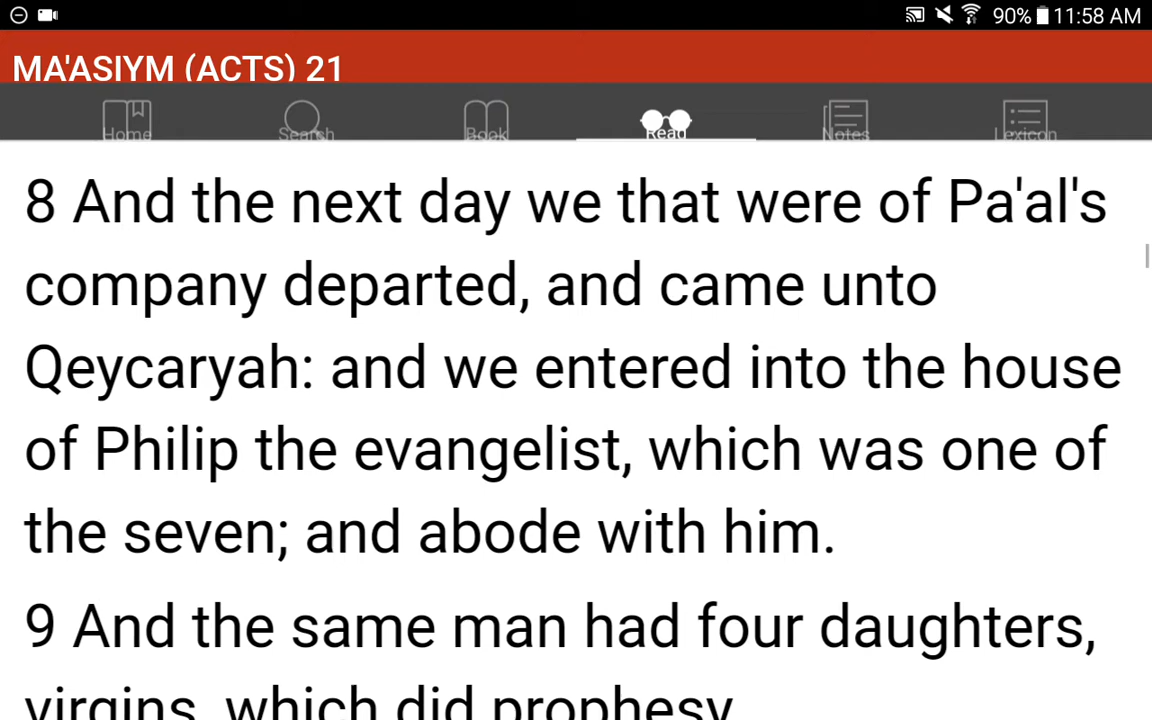 90% 11:58 AM
MA'ASIYM (ACTS) 21
Home Search Book Read Notes Lexicon
8 And the next day we that were of Pa'al's
company departed, and came unto
Qeycaryah: and we entered into the house
of Philip the evangelist, which was one of
the seven; and abode with him.
9 And the same man had four daughters,
virgins, which did prophesy.